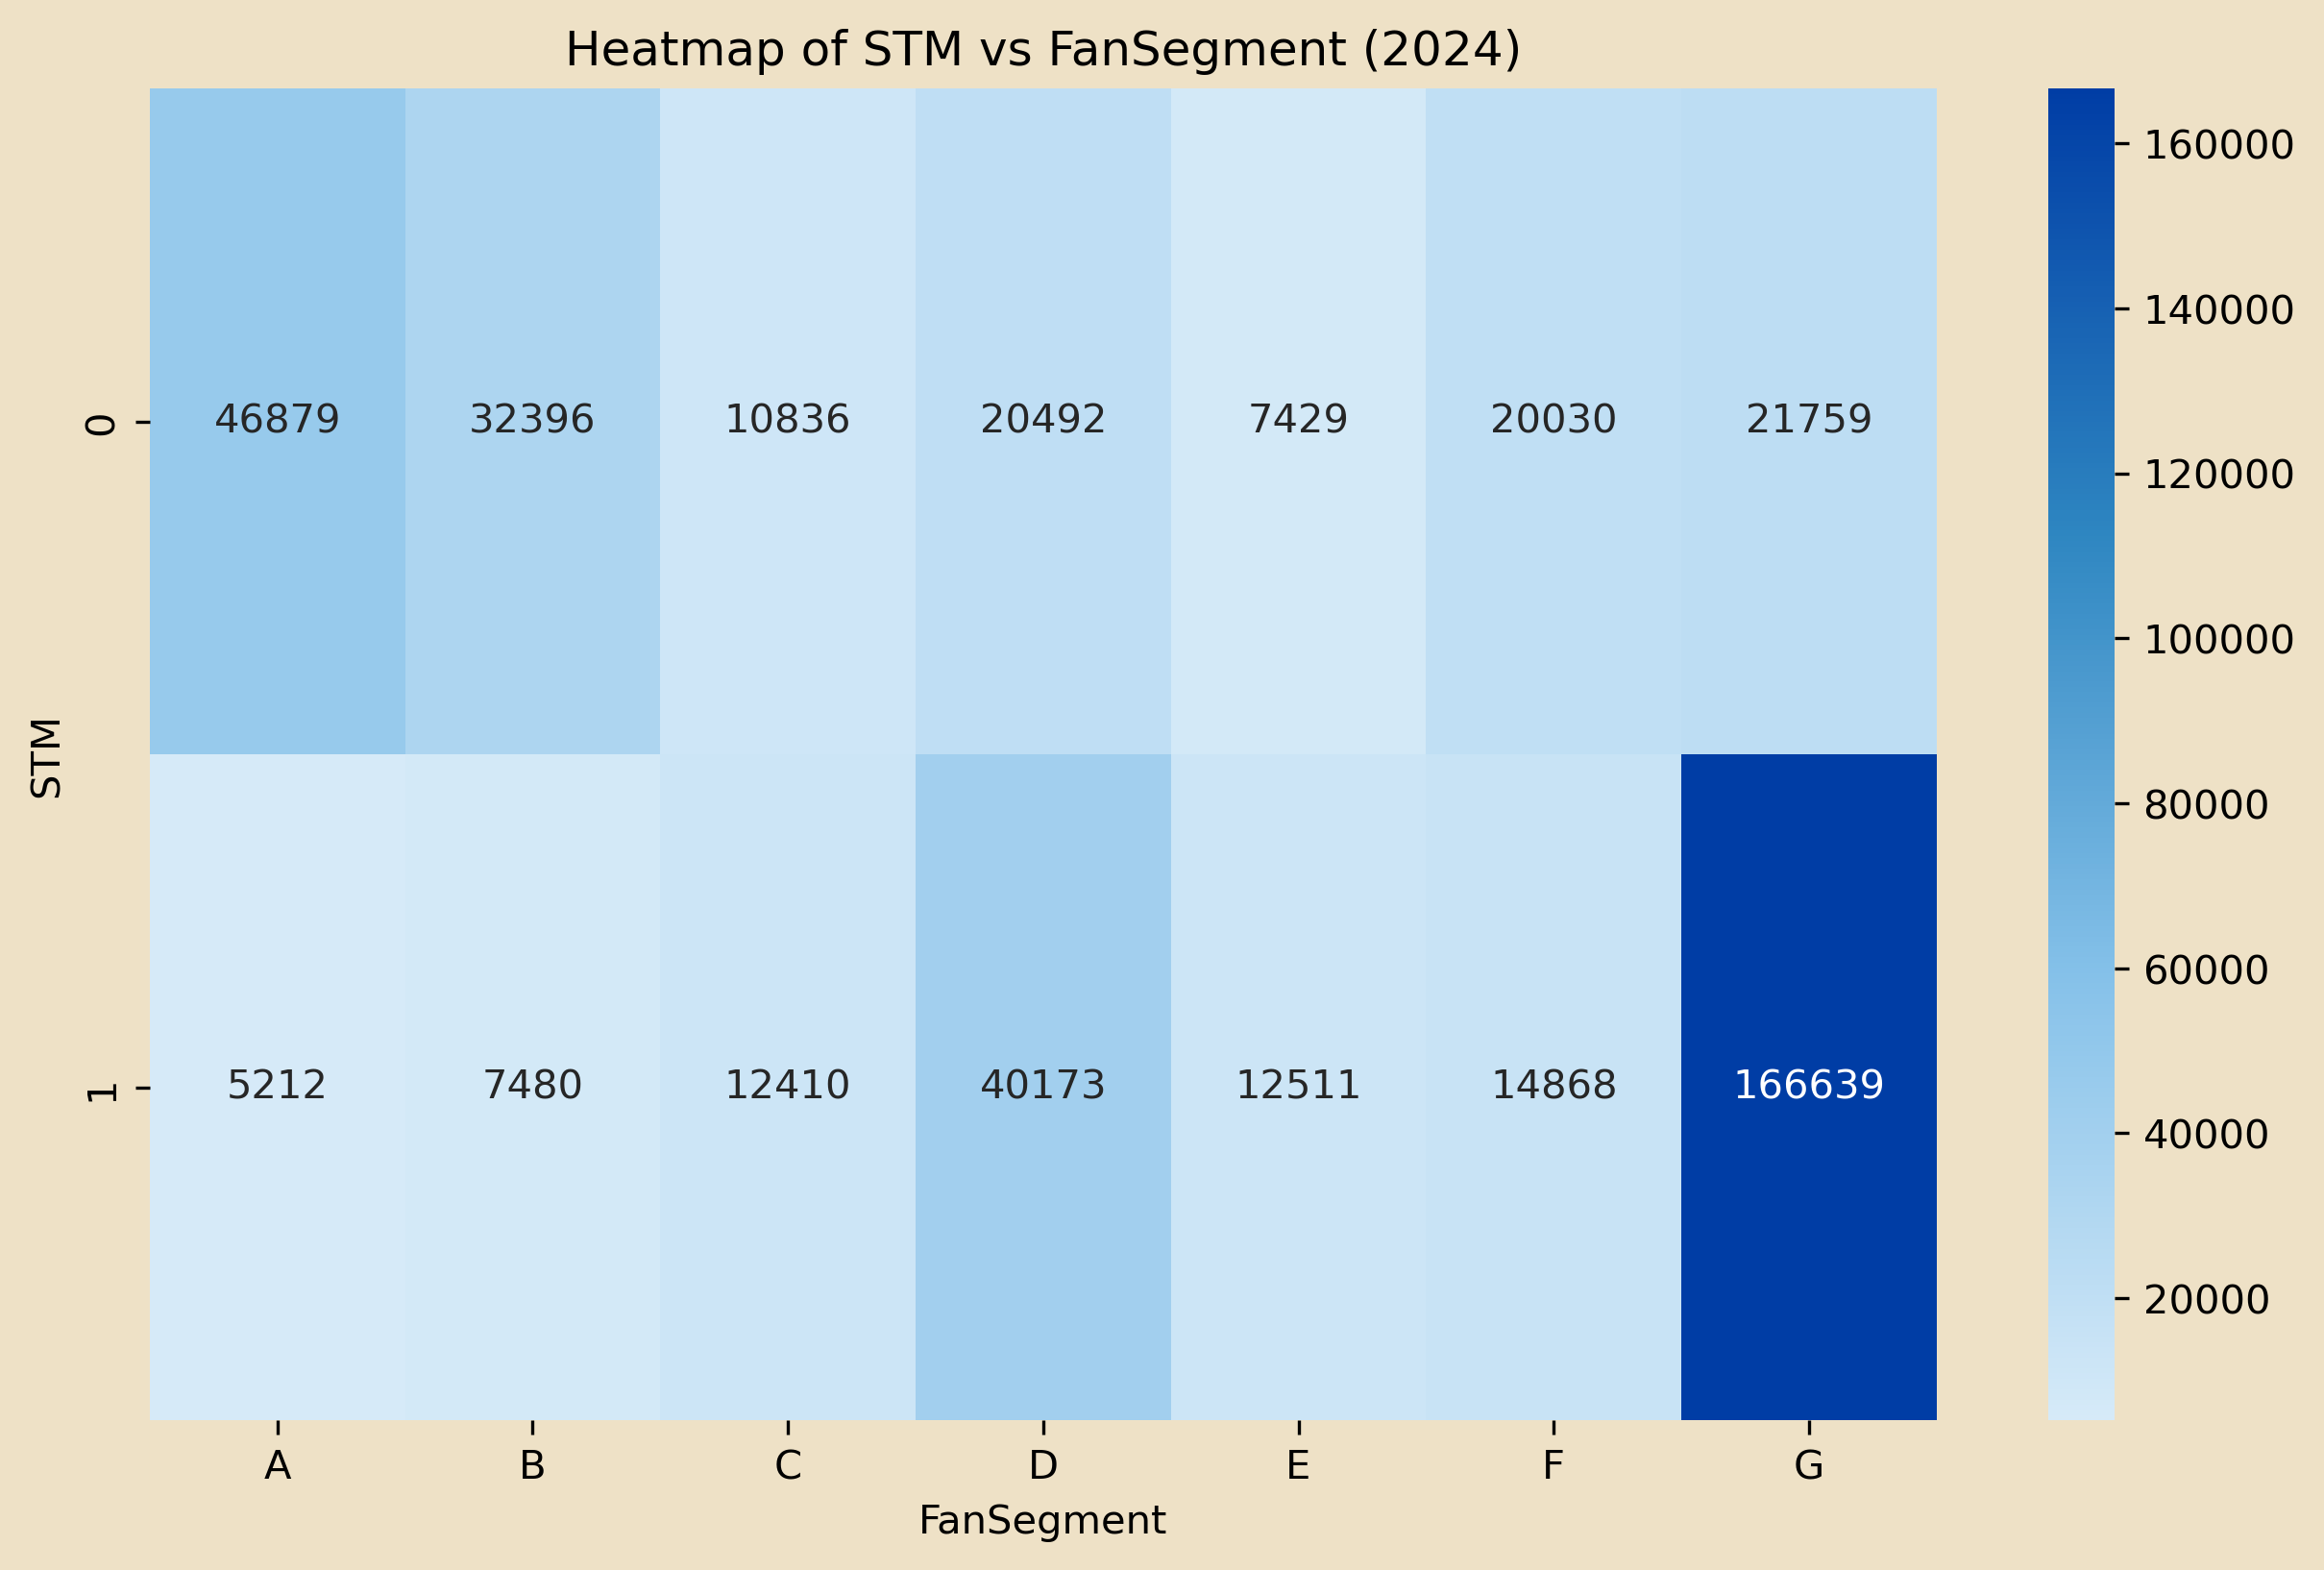 Heatmap of STM vs FanSegment (2024)
STM
0
46879 32396 10836 20492 7429 20030 21759
1
5212 7480 12410 40173 12511 14868 166639
A B C D E F G
FanSegment
160000
140000
120000
100000
80000
60000
40000
20000